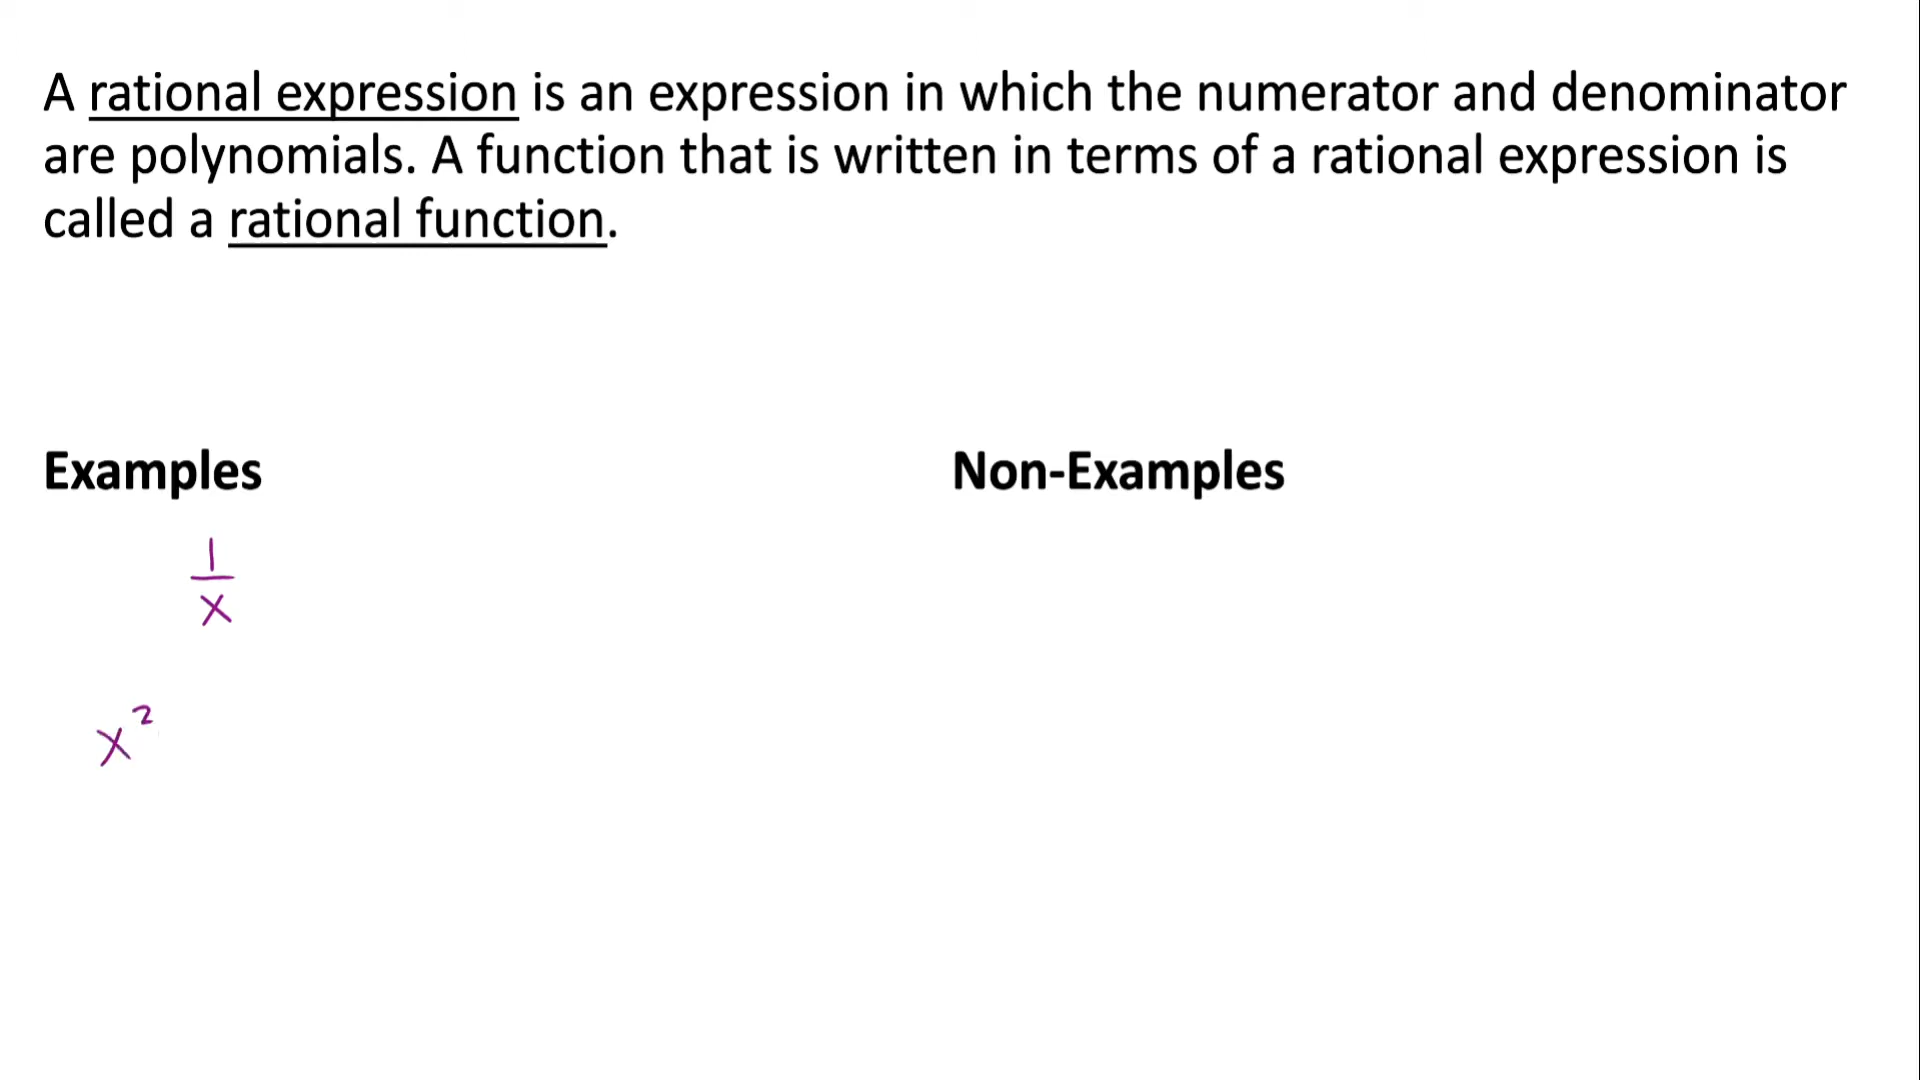 A rational expression is an expression in which the numerator and denominator
are polynomials. A function that is written in terms of a rational expression is
called a rational function.
Examples
Non-Examples
1
x
x²